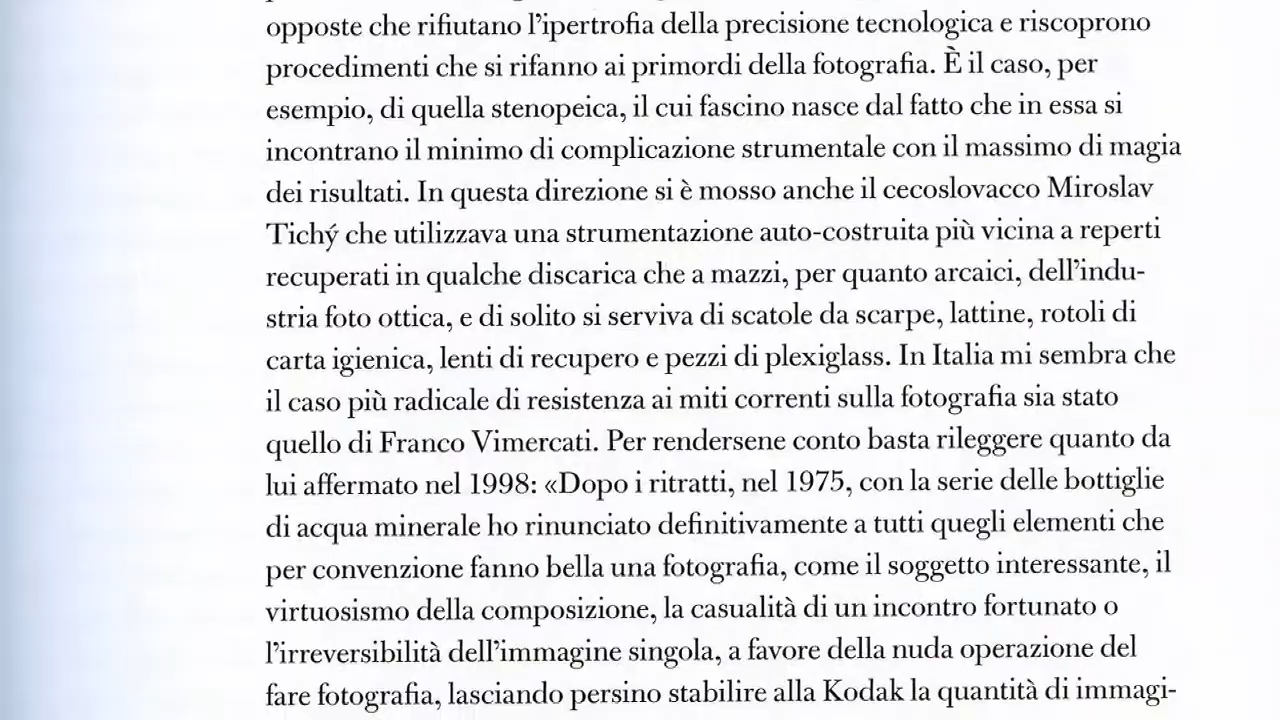 opposte che rifiutano l’ipertrofia della precisione tecnologica e riscoprono
procedimenti che si rifanno ai primordi della fotografia. È il caso, per
esempio, di quella stenopeica, il cui fascino nasce dal fatto che in essa si
incontrano il minimo di complicazione strumentale con il massimo di magia
dei risultati. In questa direzione si è mosso anche il cecoslovacco Miroslav
Tichý che utilizzava una strumentazione auto-costruita più vicina a reperti
recuperati in qualche discarica che a mazzi, per quanto arcaici, dell’indu-
stria foto ottica, e di solito si serviva di scatole da scarpe, lattine, rotoli di
carta igienica, lenti di recupero e pezzi di plexiglass. In Italia mi sembra che
il caso più radicale di resistenza ai miti correnti sulla fotografia sia stato
quello di Franco Vimercati. Per rendersene conto basta rileggere quanto da
lui affermato nel 1998: «Dopo i ritratti, nel 1975, con la serie delle bottiglie
di acqua minerale ho rinunciato definitivamente a tutti quegli elementi che
per convenzione fanno bella una fotografia, come il soggetto interessante, il
virtuosismo della composizione, la casualità di un incontro fortunato o
l’irreversibilità dell’immagine singola, a favore della nuda operazione del
fare fotografia, lasciando persino stabilire alla Kodak la quantità di immagi-